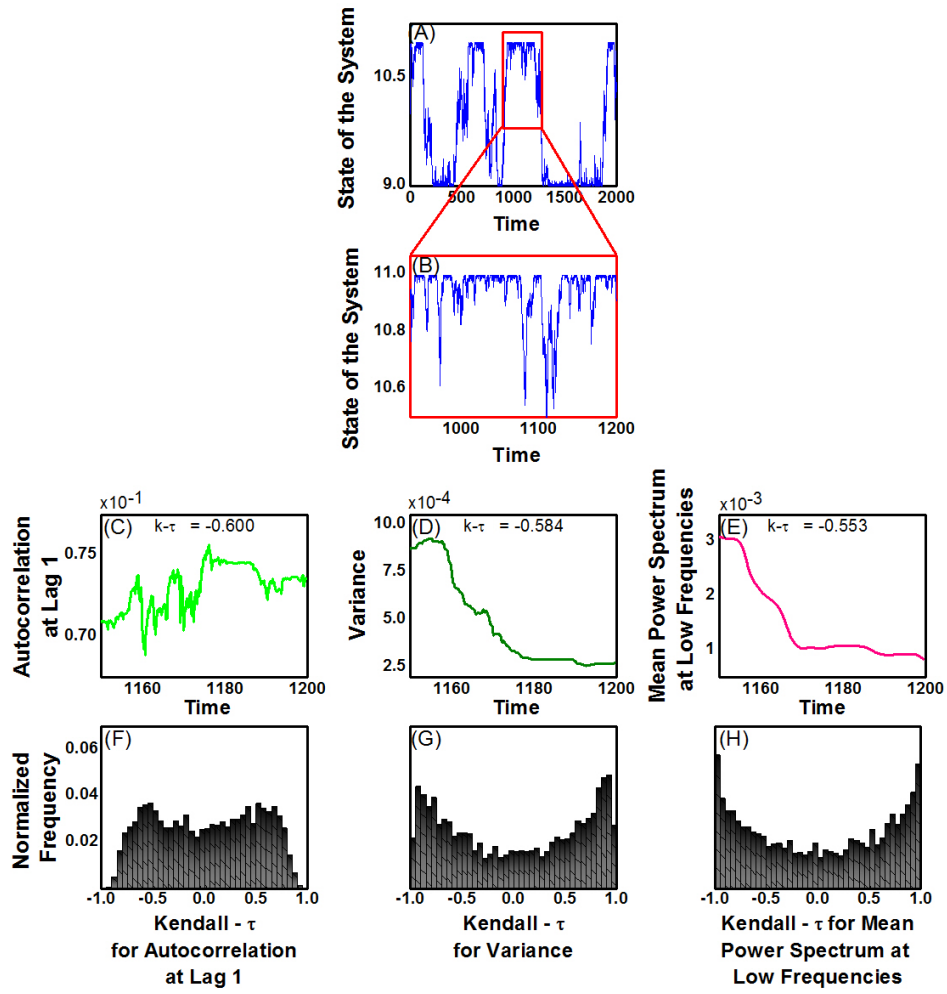 (A)
State of the System
10.5
9.0
0 500 1000 1500 2000
Time
(B)
State of the System
11.0
10.8
10.6
1000 1100 1200
Time
x10⁻¹
(C) k-τ = -0.600
Autocorrelation
at Lag 1
0.75
0.70
1160 1180 1200
Time
x10⁻⁴
(D) k-τ = -0.584
Variance
10.0
7.5
5.0
2.5
1160 1180 1200
Time
x10⁻³
(E) k-τ = -0.553
Mean Power Spectrum
at Low Frequencies
3
2
1
1160 1180 1200
Time
(F)
Normalized
Frequency
0.06
0.04
0.02
-1.0 -0.5 0.0 0.5 1.0
Kendall - τ
for Autocorrelation
at Lag 1
(G)
-1.0 -0.5 0.0 0.5 1.0
Kendall - τ
for Variance
(H)
-1.0 -0.5 0.0 0.5 1.0
Kendall - τ for Mean
Power Spectrum at
Low Frequencies